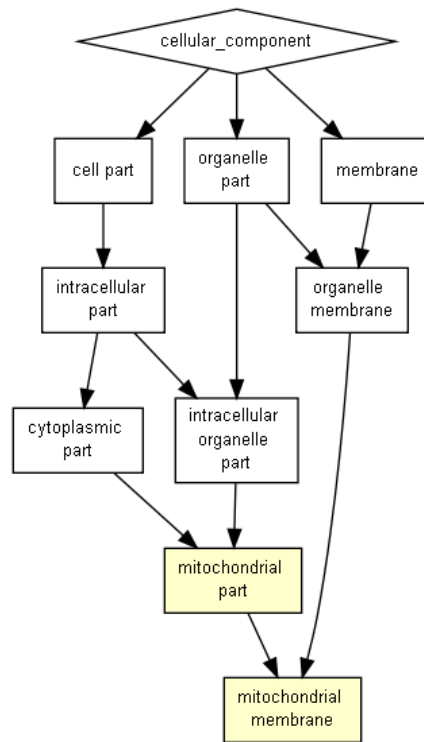 cellular_component
cell part
organelle
part
membrane
intracellular
part
organelle
membrane
cytoplasmic
part
intracellular
organelle
part
mitochondrial
part
mitochondrial
membrane